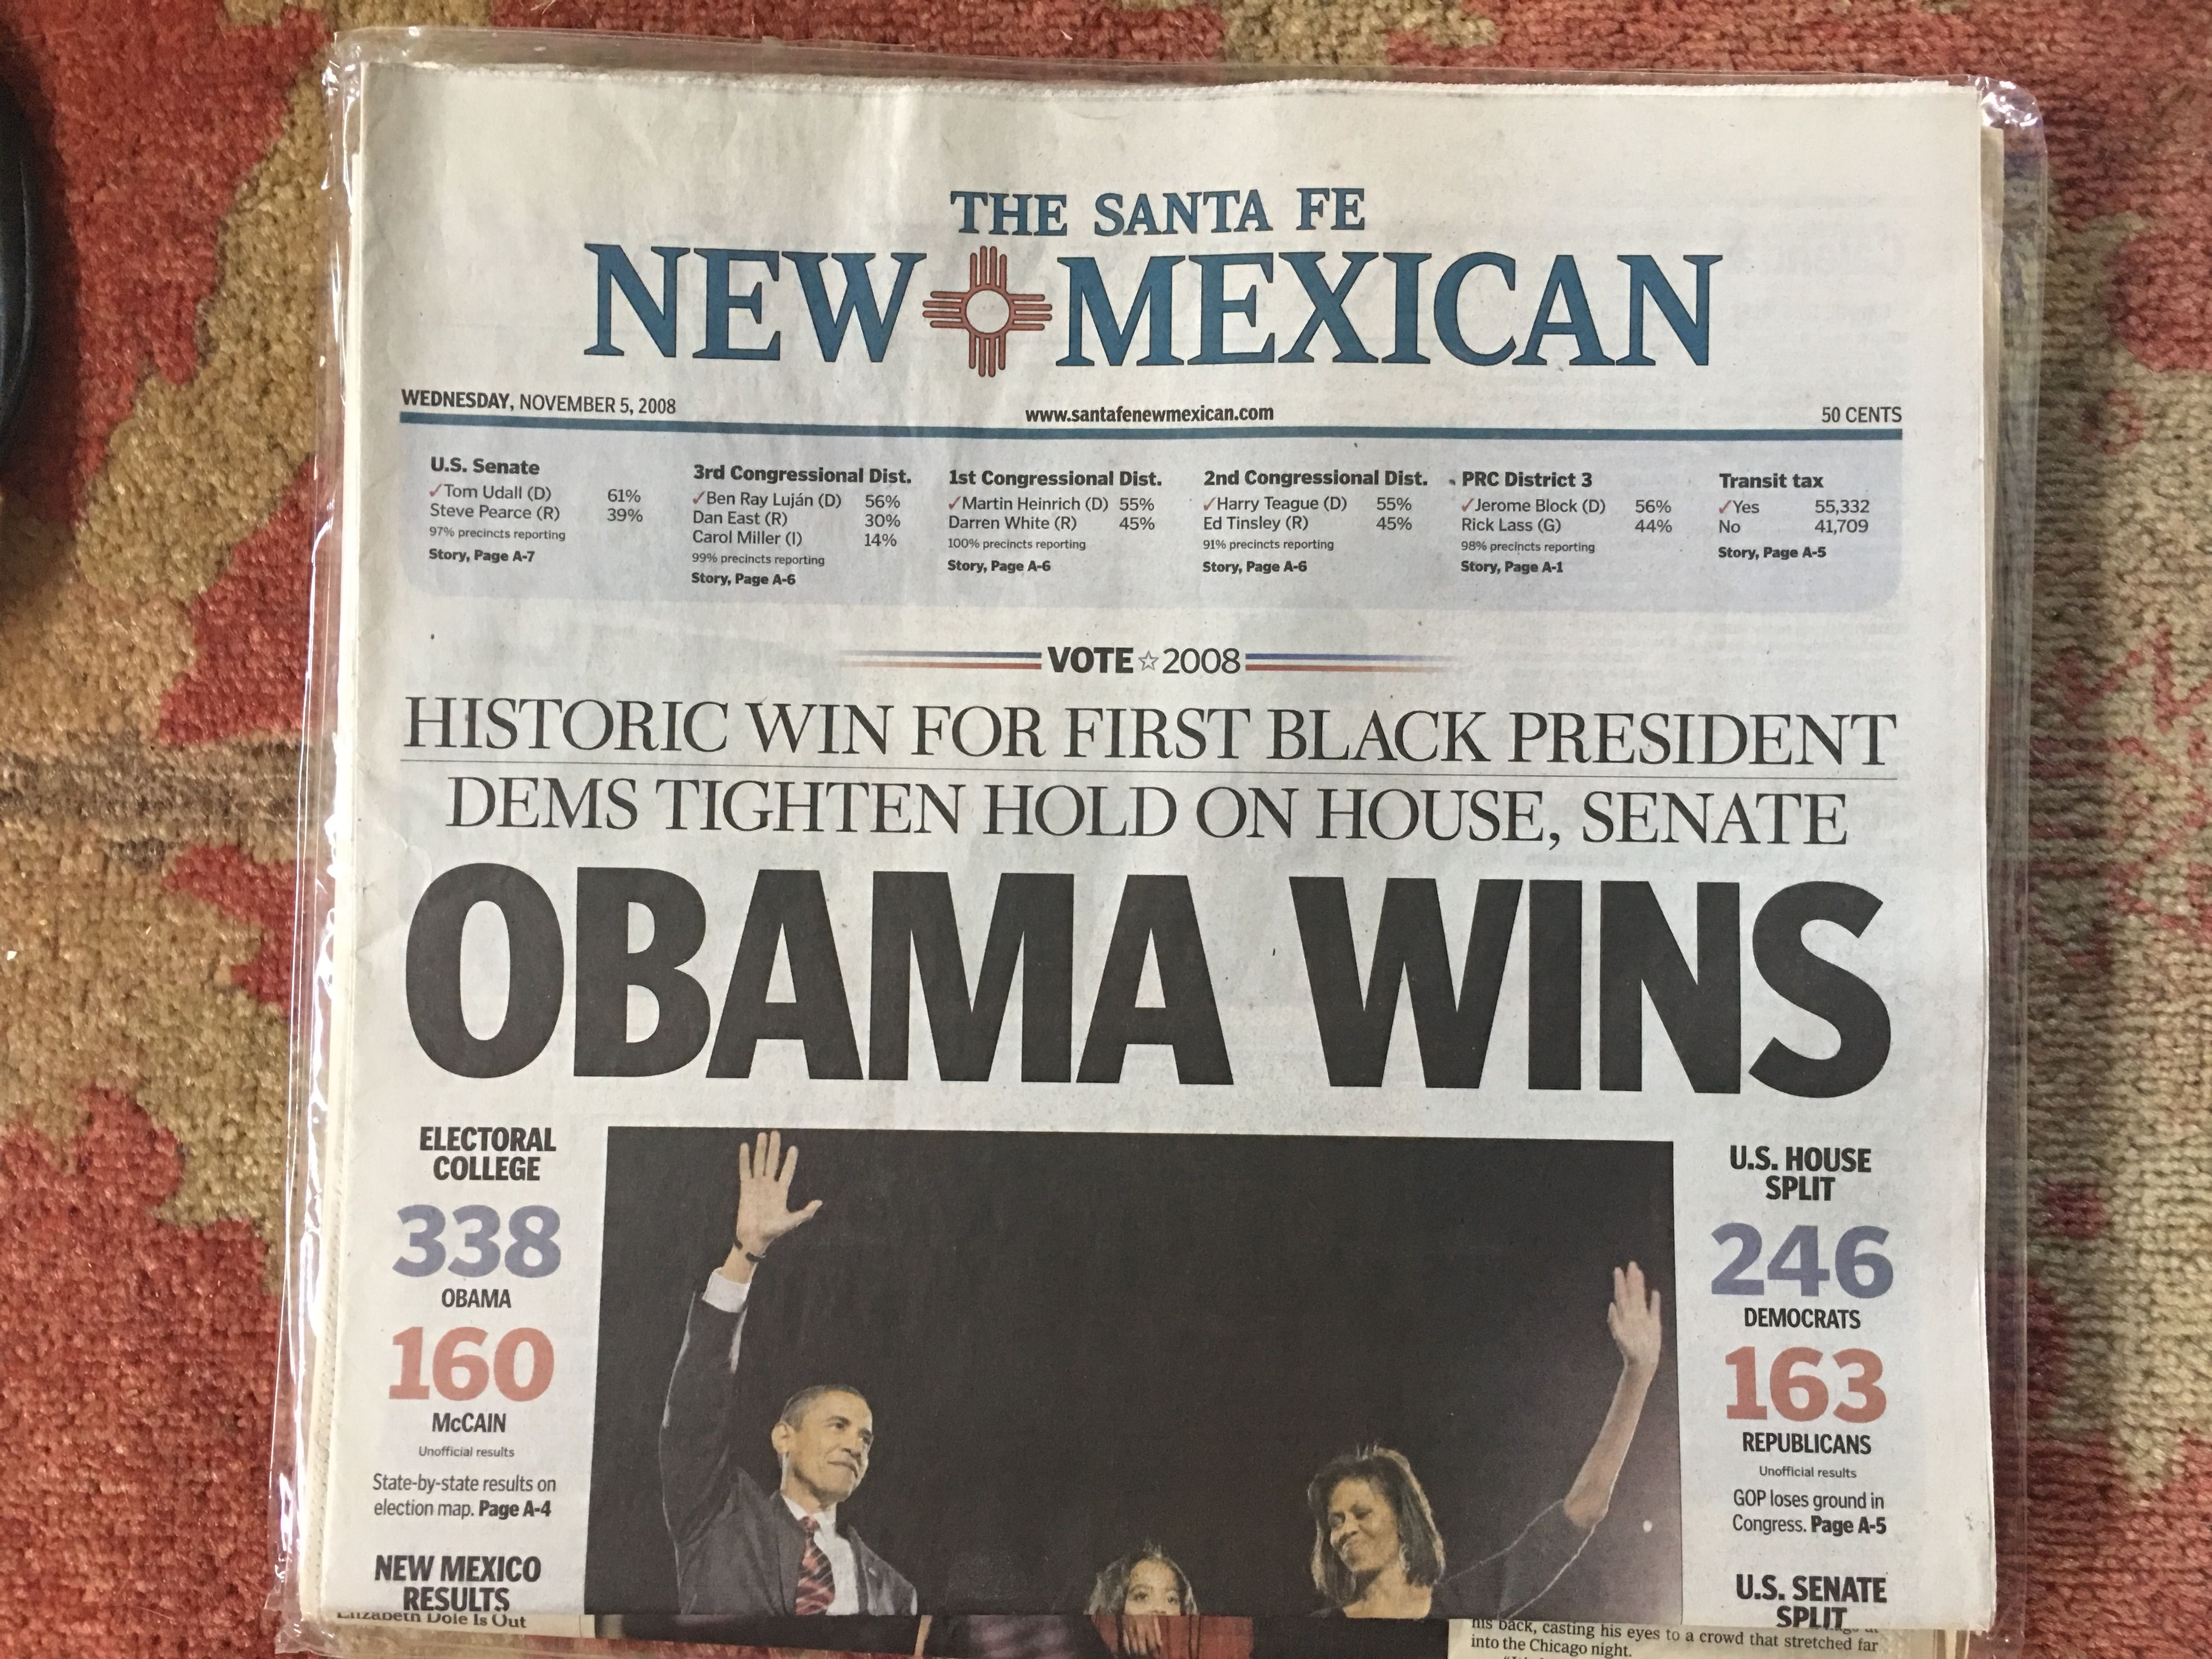 THE SANTA FE
NEW MEXICAN
WEDNESDAY, NOVEMBER 5, 2008
www.santafenewmexican.com
50 CENTS
U.S. Senate
✓Tom Udall (D) 61%
Steve Pearce (R) 39%
97% precincts reporting
Story, Page A-7
3rd Congressional Dist.
✓Ben Ray Luján (D) 56%
Dan East (R) 30%
Carol Miller (I) 14%
99% precincts reporting
Story, Page A-6
1st Congressional Dist.
✓Martin Heinrich (D) 55%
Darren White (R) 45%
100% precincts reporting
Story, Page A-6
2nd Congressional Dist.
✓Harry Teague (D) 55%
Ed Tinsley (R) 45%
91% precincts reporting
Story, Page A-6
PRC District 3
✓Jerome Block (D) 56%
Rick Lass (G) 44%
98% precincts reporting
Story, Page A-1
Transit tax
✓Yes 55,332
No 41,709
Story, Page A-5
VOTE☆2008
HISTORIC WIN FOR FIRST BLACK PRESIDENT
DEMS TIGHTEN HOLD ON HOUSE, SENATE
OBAMA WINS
ELECTORAL
COLLEGE
338
OBAMA
160
McCAIN
Unofficial results
State-by-state results on
election map. Page A-4
NEW MEXICO
RESULTS
U.S. HOUSE
SPLIT
246
DEMOCRATS
163
REPUBLICANS
Unofficial results
GOP loses ground in
Congress. Page A-5
U.S. SENATE
SPLIT
Elizabeth Dole Is Out
his back, casting his eyes to a crowd that stretched far
into the Chicago night.